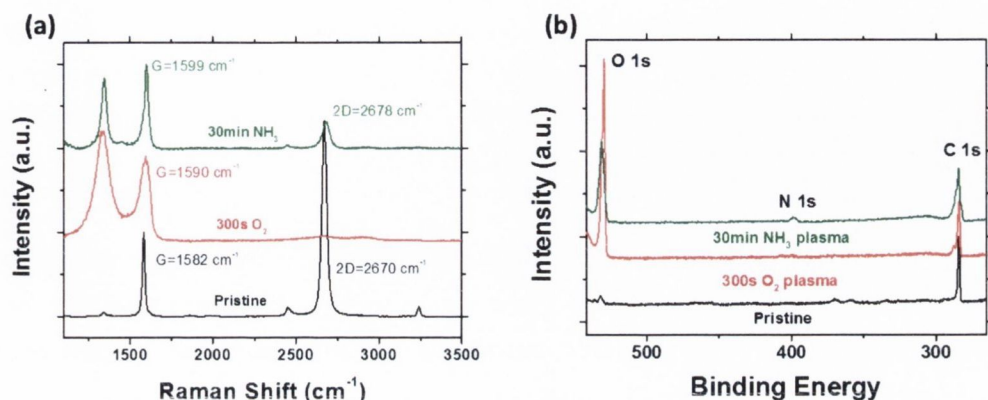 (a)
G=1599 cm⁻¹
2D=2678 cm⁻¹
30min NH₃
G=1590 cm⁻¹
300s O₂
G=1582 cm⁻¹
2D=2670 cm⁻¹
Pristine
Intensity (a.u.)
1500 2000 2500 3000 3500
Raman Shift (cm⁻¹)
(b)
O 1s
C 1s
N 1s
30min NH₃ plasma
300s O₂ plasma
Pristine
Intensity (a.u.)
500 400 300
Binding Energy